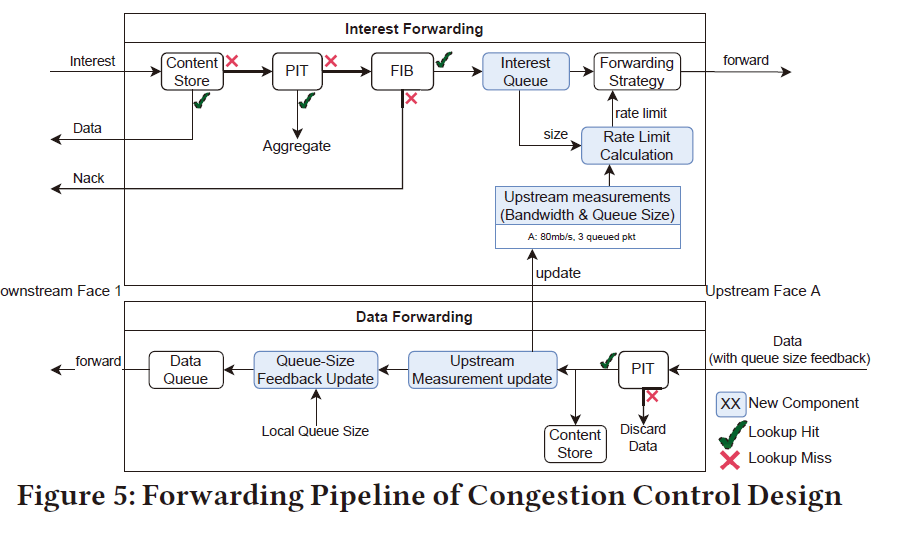 Interest Forwarding
Interest
Content
Store
PIT
FIB
Interest
Queue
Forwarding
Strategy
forward
rate limit
Data
Aggregate
size
Rate Limit
Calculation
Nack
Upstream measurements
(Bandwidth & Queue Size)
A: 80mb/s, 3 queued pkt
update
ownstream Face 1
Upstream Face A
Data Forwarding
Data
(with queue size feedback)
forward
Data
Queue
Queue-Size
Feedback Update
Upstream
Measurement update
PIT
Local Queue Size
Content
Store
Discard
Data
XX New Component
Lookup Hit
Lookup Miss
Figure 5: Forwarding Pipeline of Congestion Control Design